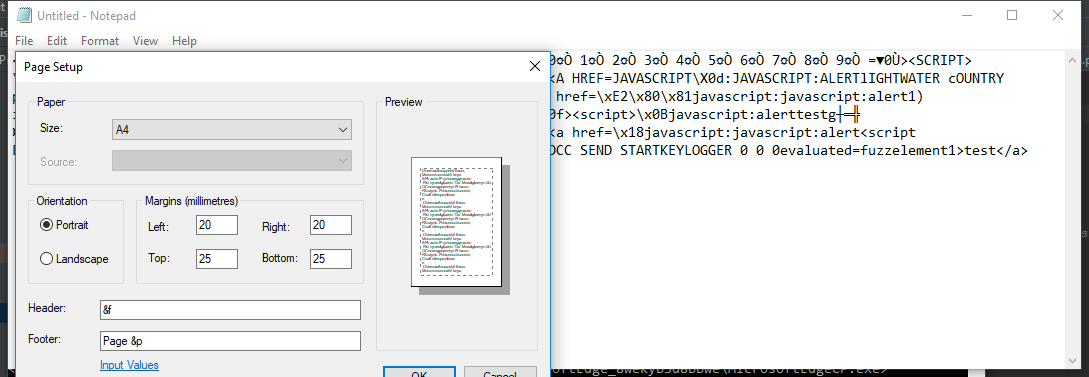 Untitled - Notepad
File Edit Format View Help
1 2 3 4 5 6 7 8 9 =▼0Ù><SCRIPT>
Page Setup
<A HREF=JAVASCRIPT\X0d:JAVASCRIPT:ALERTlIGHTWATER cOUNTRY
href=\xE2\x80\x81javascript:javascript:alert1)
0f><script>\x0Bjavascript:alerttestg┼═╬
<a href=\x18javascript:javascript:alert<script
DCC SEND STARTKEYLOGGER 0 0 0evaluated=fuzzelement1>test</a>
Paper
Size: A4
Source:
Preview
Orientation
Portrait
Landscape
Margins (millimetres)
Left: 20 Right: 20
Top: 25 Bottom: 25
Header: &f
Footer: Page &p
Input Values
OK Cancel